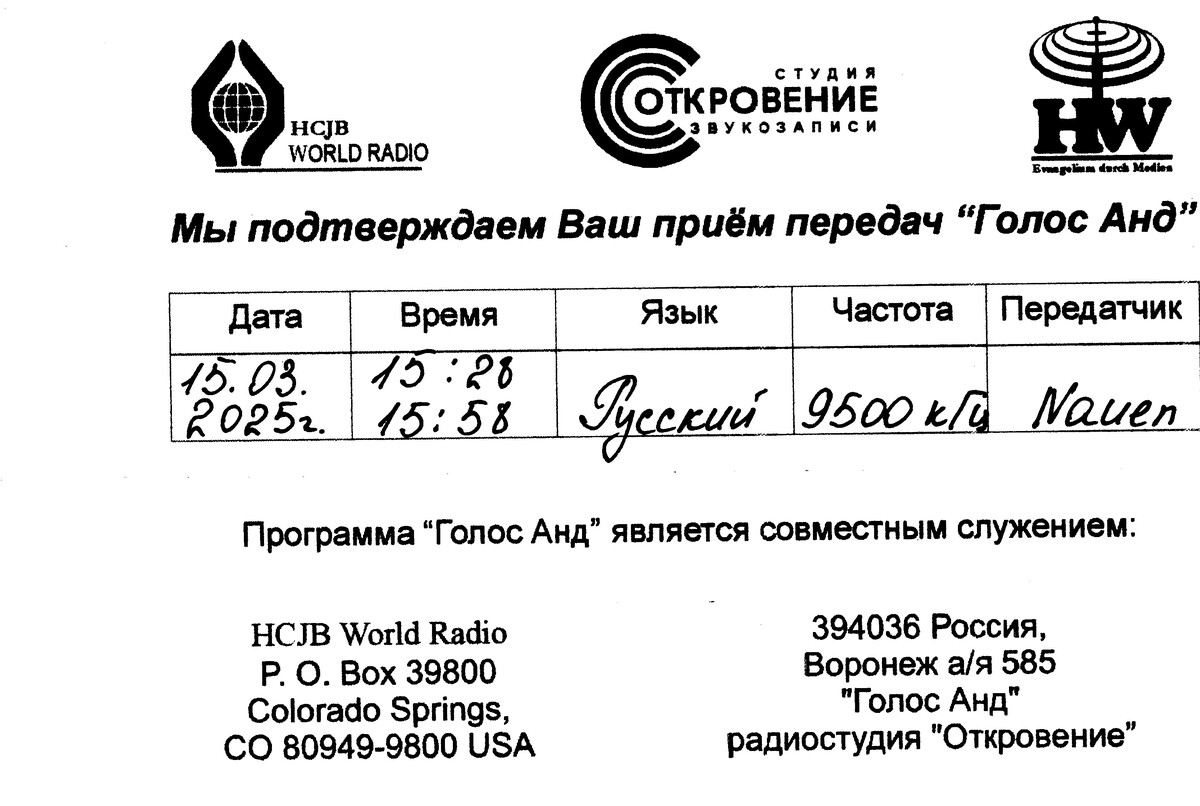 HCJB
WORLD RADIO
СТУДИЯ
ОТКРОВЕНИЕ
ЗВУКОЗАПИСИ
HW
Evangelium durch Medien
Мы подтверждаем Ваш приём передач “Голос Анд”
Дата Время Язык Частота Передатчик
15.03. 2025г. 15:28 15:58 Русский 9500 кГц Nauen
Программа “Голос Анд” является совместным служением:
HCJB World Radio
P. O. Box 39800
Colorado Springs,
CO 80949-9800 USA
394036 Россия,
Воронеж а/я 585
"Голос Анд"
радиостудия "Откровение”